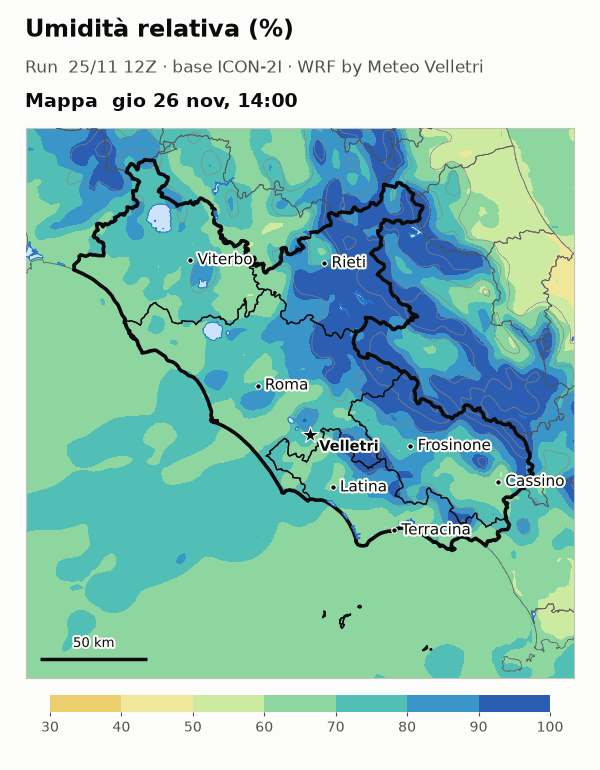 Umidità relativa (%)
Run  25/11 12Z · base ICON-2I · WRF by Meteo Velletri
Mappa  gio 26 nov, 14:00
Viterbo
Rieti
Roma
Velletri
Frosinone
Cassino
Latina
Terracina
50 km
30 40 50 60 70 80 90 100